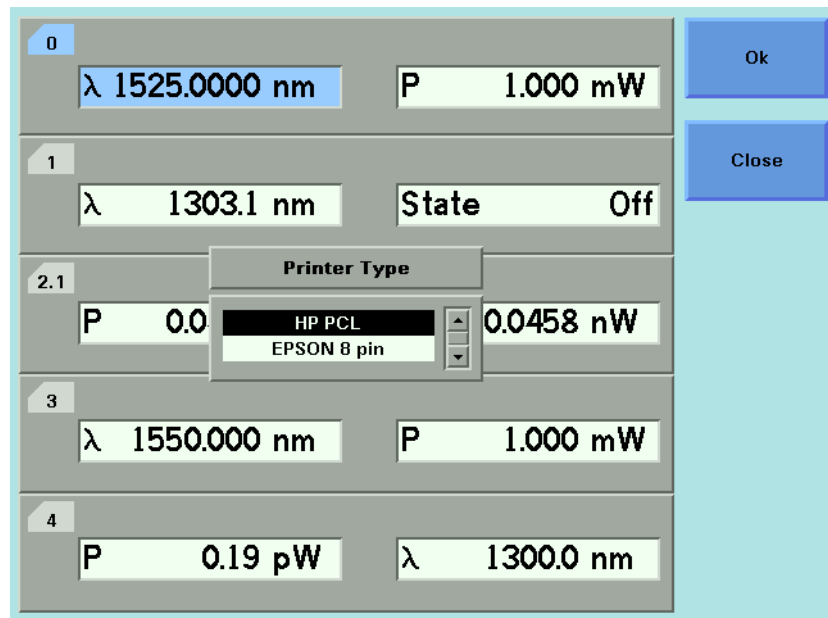 0
λ 1525.0000 nm
P 1.000 mW
Ok
1
λ 1303.1 nm
State Off
Close
Printer Type
2.1
P 0.0
HP PCL
EPSON 8 pin
0.0458 nW
3
λ 1550.000 nm
P 1.000 mW
4
P 0.19 pW
λ 1300.0 nm